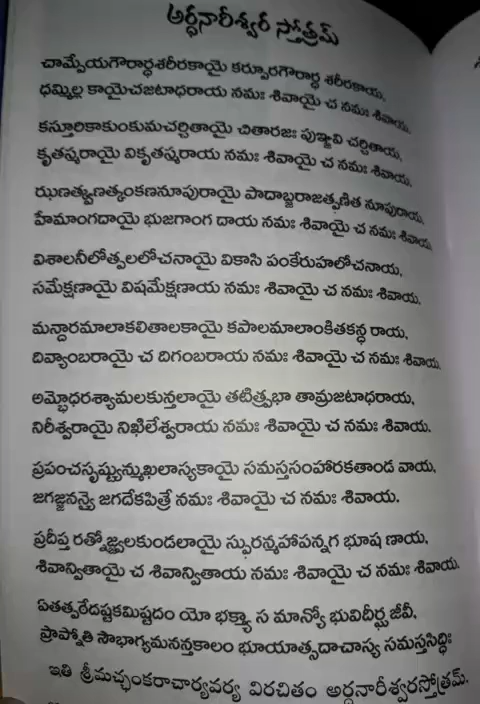 అర్ధనారీశ్వర స్తోత్రమ్
చామ్పేయగౌరార్ధశరీరకాయై కర్పూరగౌరార్ధ శరీరకాయ,
ధమ్మిల్ల కాయైచజటాధరాయ నమః శివాయై చ నమః శివాయ.
కస్తూరికాకుంకుమచర్చితాయై చితారజః పుఞ్జవి చర్చితాయ,
కృతస్మరాయై వికృతస్మరాయ నమః శివాయై చ నమః శివాయ.
ఝణత్క్వణత్కంకణనూపురాయై పాదాబ్జరాజత్ఫణిత నూపురాయ,
హేమాంగదాయై భుజగాంగ దాయ నమః శివాయై చ నమః శివాయ
విశాలనీలోత్పలలోచనాయై వికాసి పంకేరుహలోచనాయ,
సమేక్షణాయై విషమేక్షణాయ నమః శివాయై చ నమః శివాయ.
మన్దారమాలాకలితాలకాయై కపాలమాలాంకితకన్ధ రాయ,
దివ్యాంబరాయై చ దిగంబరాయ నమః శివాయై చ నమః శివాయ.
అమ్భోధరశ్యామలకున్తలాయై తటిత్ప్రభా తామ్రజటాధరాయ,
నిరీశ్వరాయై నిఖిలేశ్వరాయ నమః శివాయై చ నమః శివాయ.
ప్రపంచసృష్ట్యున్ముఖలాస్యకాయై సమస్తసంహారకతాండ వాయ,
జగజ్జనన్యై జగదేకపిత్రే నమః శివాయై చ నమః శివాయ.
ప్రదీప్త రత్నోజ్జ్వలకుండలాయై స్ఫురన్మహాపన్నగ భూష ణాయ,
శివాన్వితాయై చ శివాన్వితాయ నమః శివాయై చ నమః శివాయ.
ఏతత్పఠేదష్టకమిష్టదం యో భక్త్యా స మాన్యో భువిదీర్ఘ జీవీ,
ప్రాప్నోతి సౌభాగ్యమనన్తకాలం భూయాత్సదాచాస్య సమస్తసిద్ధిః
ఇతి శ్రీమచ్ఛంకరాచార్యవర్య విరచితం అర్ధనారీశ్వరస్తోత్రమ్.